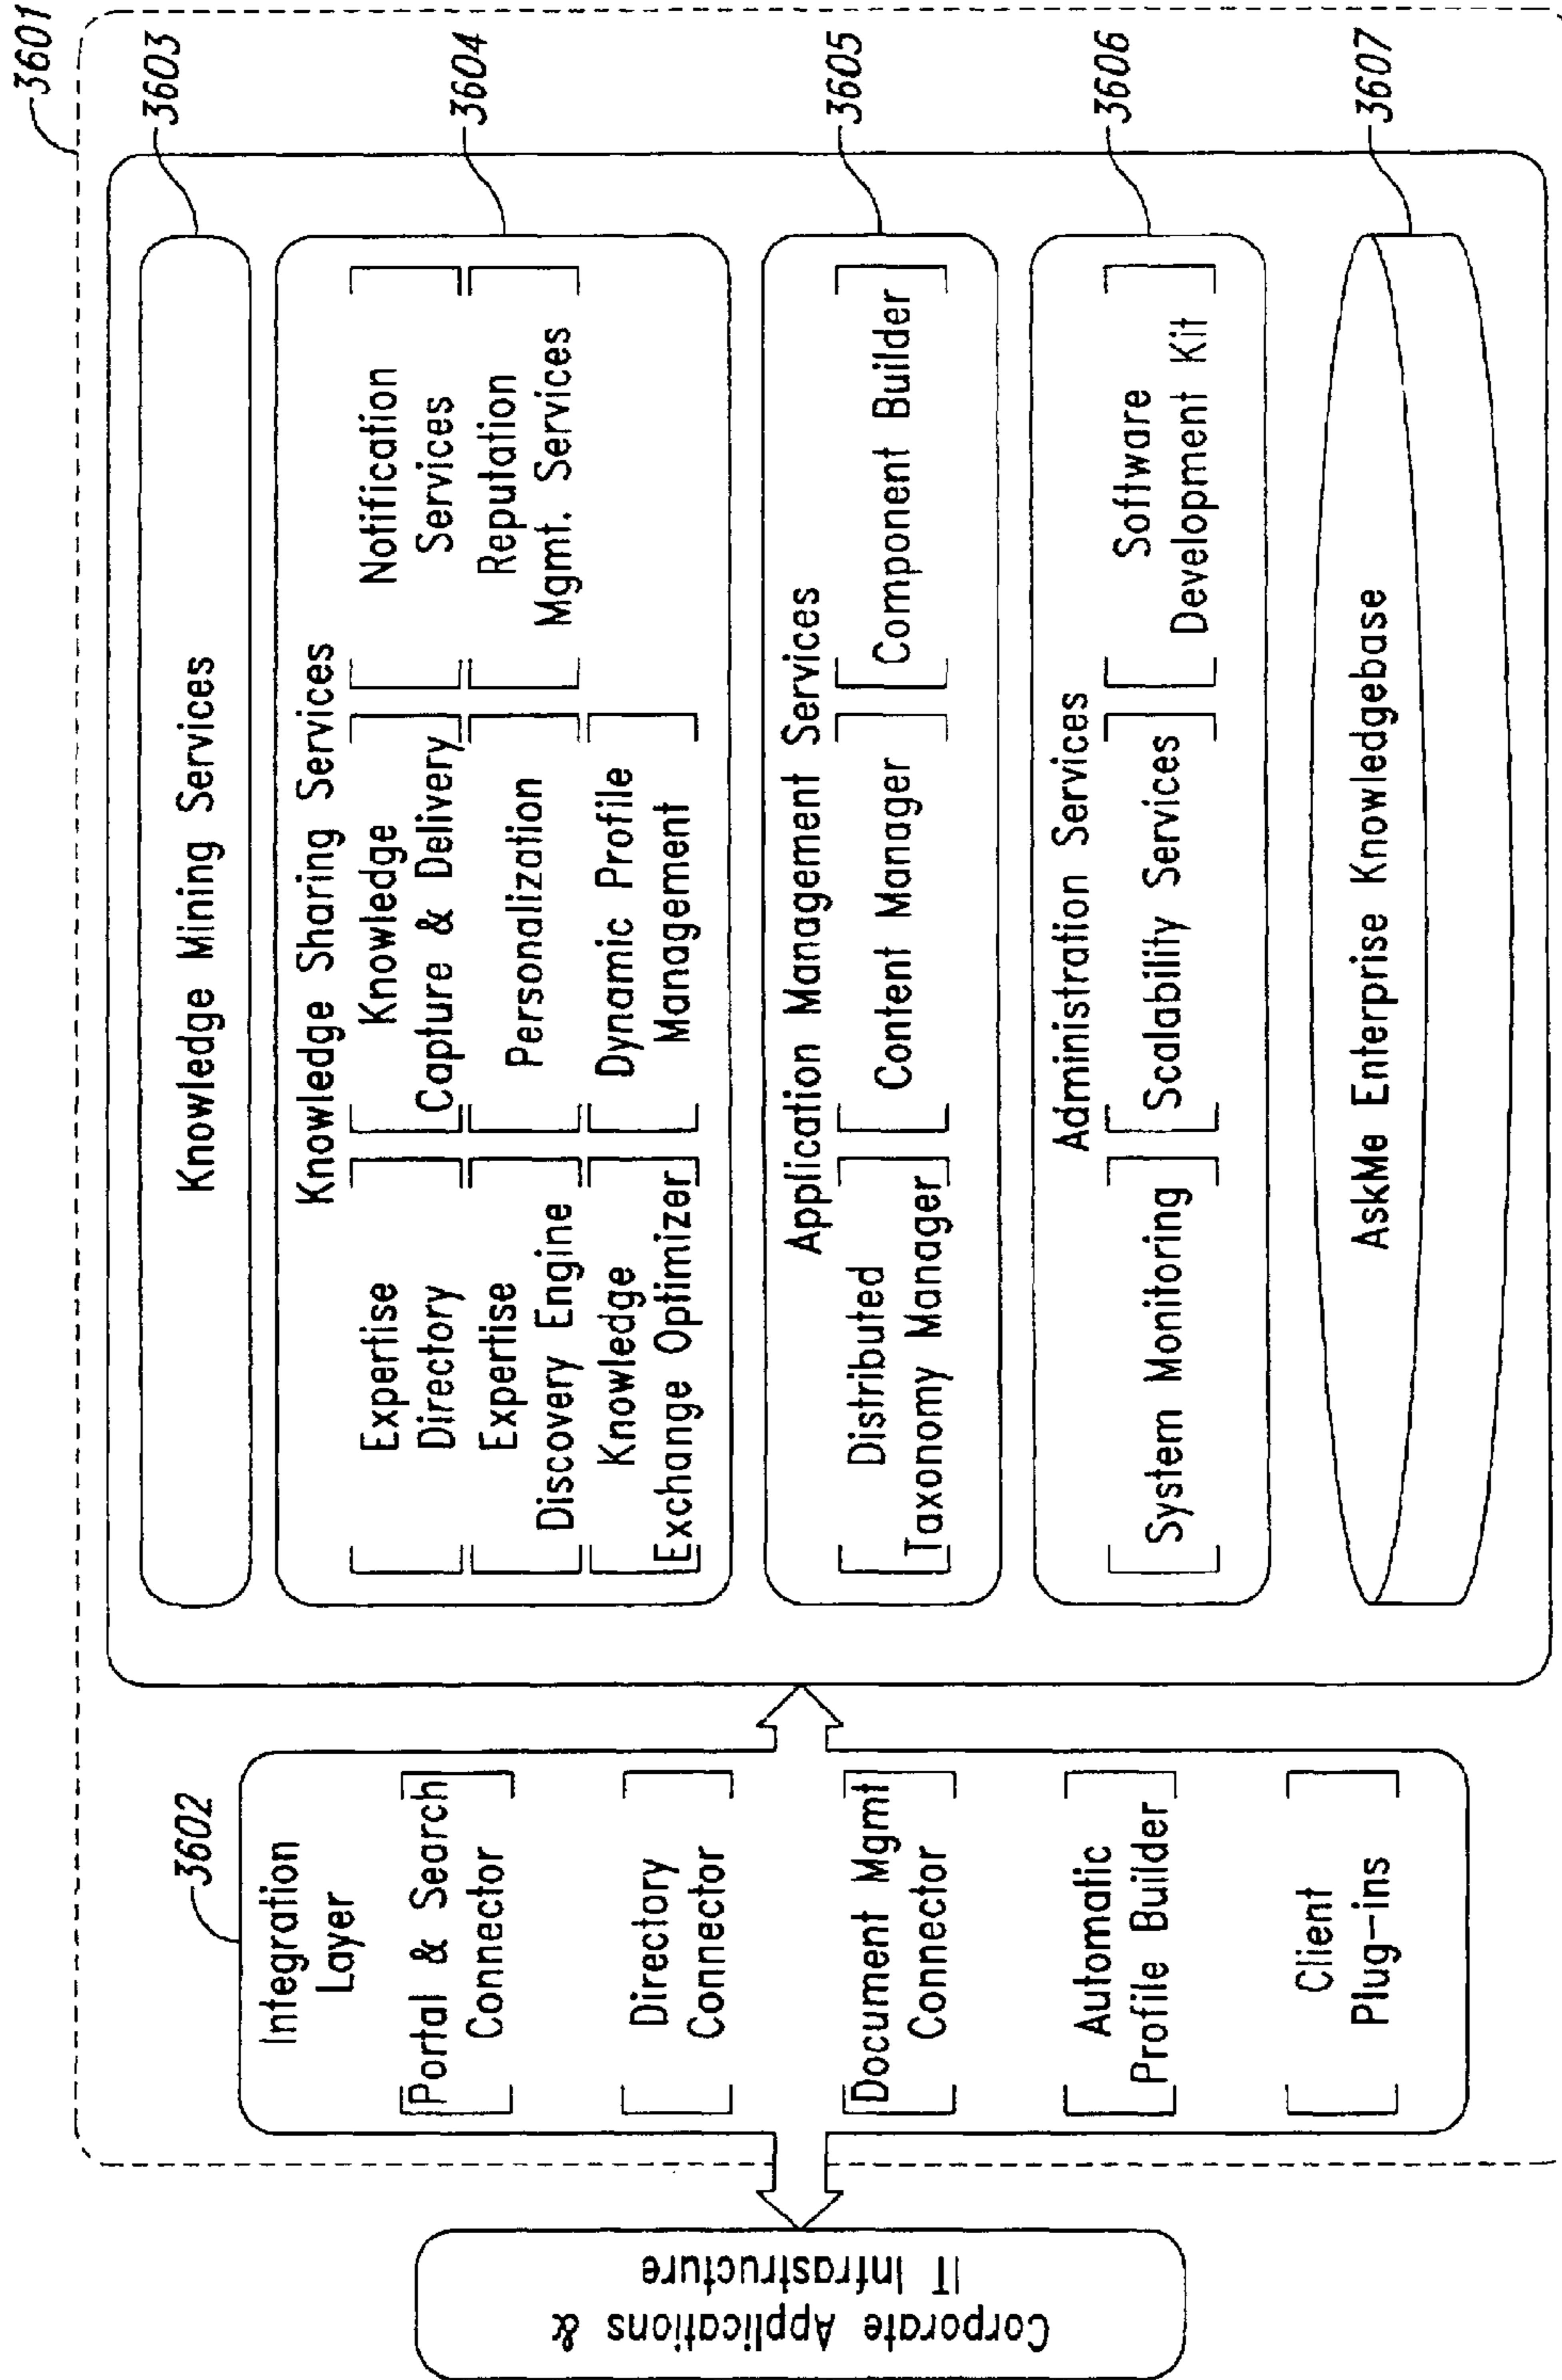 3601
Corporate Applications &
IT Infrastructure
3602
Integration
Layer
Portal & Search
Connector
Directory
Connector
Document Mgmt
Connector
Automatic
Profile Builder
Client
Plug-ins
Knowledge Mining Services
3603
Knowledge Sharing Services
3604
Expertise
Directory
Knowledge
Capture & Delivery
Notification
Services
Expertise
Discovery Engine
Personalization
Reputation
Mgmt. Services
Knowledge
Exchange Optimizer
Dynamic Profile
Management
Application Management Services
3605
Distributed
Taxonomy Manager
Content Manager
Component Builder
Administration Services
3606
System Monitoring
Scalability Services
Software
Development Kit
AskMe Enterprise Knowledgebase
3607